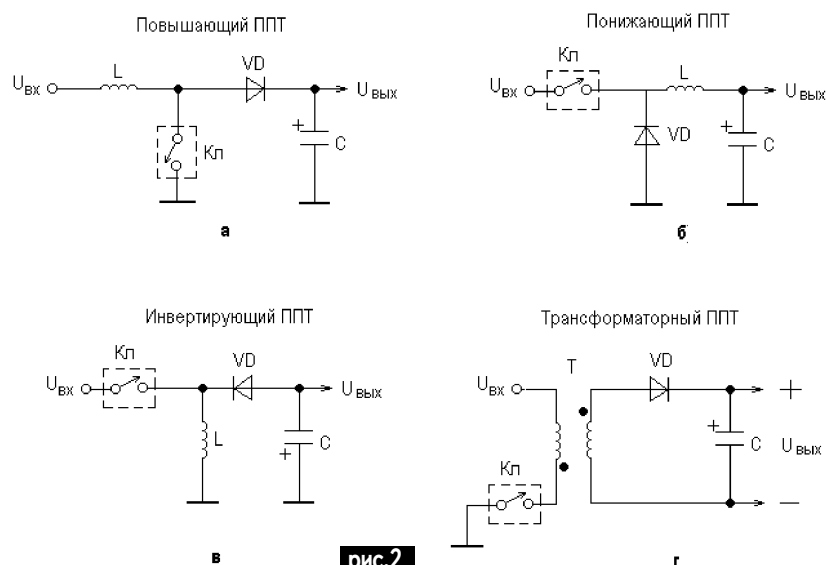 Повышающий ППТ
Uвх
L
VD
Uвых
Кл
+
C
а
Понижающий ППТ
Uвх
Кл
L
Uвых
VD
+
C
б
Инвертирующий ППТ
Uвх
Кл
VD
Uвых
L
+
C
в
Трансформаторный ППТ
Uвх
T
VD
+
Кл
+
C
Uвых
—
г
рис.2